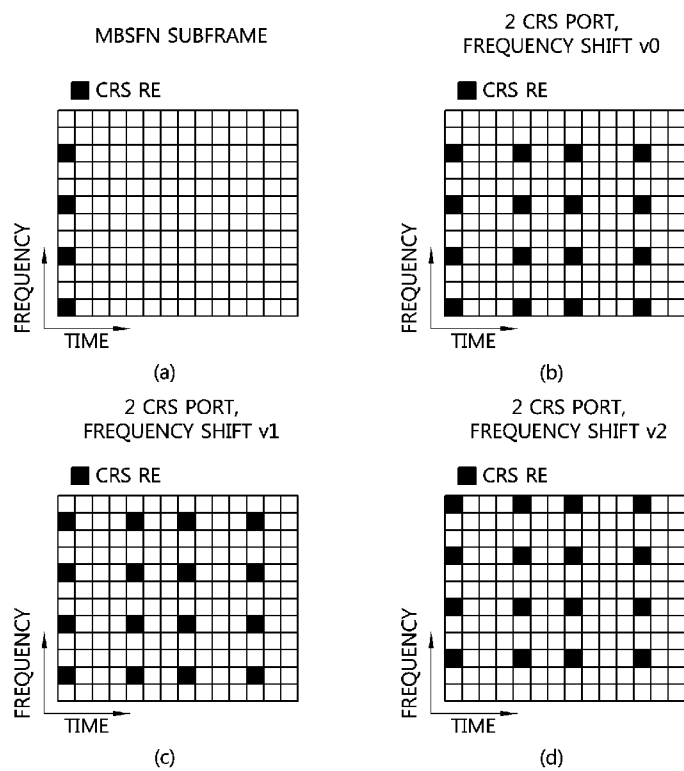 MBSFN SUBFRAME
CRS RE
FREQUENCY
TIME
(a)
2 CRS PORT,
FREQUENCY SHIFT v0
CRS RE
FREQUENCY
TIME
(b)
2 CRS PORT,
FREQUENCY SHIFT v1
CRS RE
FREQUENCY
TIME
(c)
2 CRS PORT,
FREQUENCY SHIFT v2
CRS RE
FREQUENCY
TIME
(d)